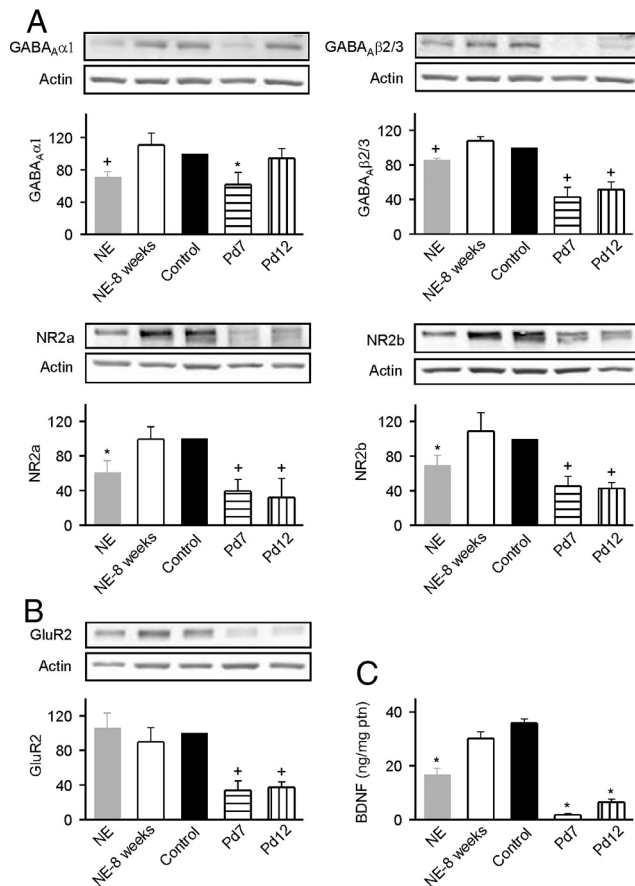 A
GABAAα1
Actin
120
80
40
0
GABAAα1
+
*
NE
NE-8 weeks
Control
Pd7
Pd12
GABAAβ2/3
Actin
120
80
40
0
GABAAβ2/3
+
+
+
NE
NE-8 weeks
Control
Pd7
Pd12
NR2a
Actin
120
80
40
0
NR2a
*
+
+
NE
NE-8 weeks
Control
Pd7
Pd12
NR2b
Actin
120
80
40
0
NR2b
*
+
+
NE
NE-8 weeks
Control
Pd7
Pd12
B
GluR2
Actin
120
80
40
0
GluR2
+
+
NE
NE-8 weeks
Control
Pd7
Pd12
C
40
20
0
BDNF (ng/mg ptn)
*
*
*
NE
NE-8 weeks
Control
Pd7
Pd12